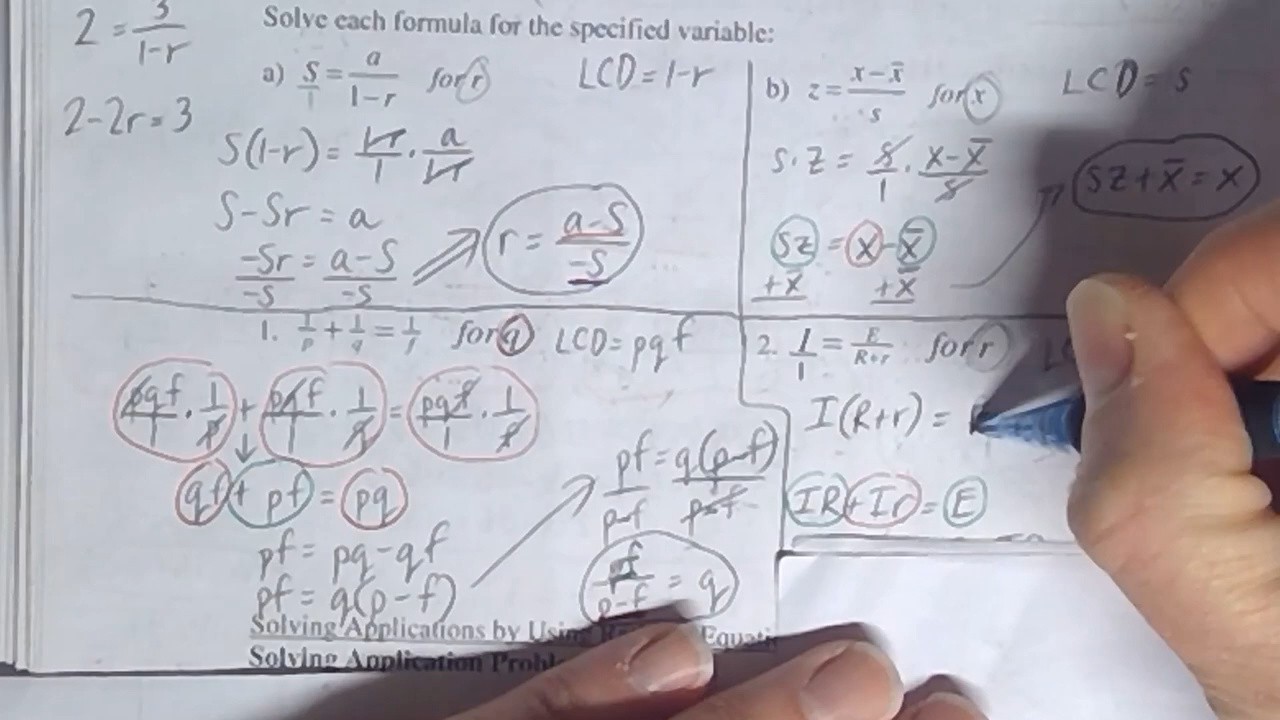 2 = 3/(1-r)
2-2r=3
Solve each formula for the specified variable:
a) S/1 = a/(1-r) for r LCD = 1-r
S(1-r) = (1-r)/1 · a/(1-r)
S-Sr = a
-Sr/-S = (a-S)/-S
r = (a-S)/-S
b) z = (x-x̄)/s for x LCD = s
s·z = s/1 · (x-x̄)/s
sz = x-x̄
+x̄ +x̄
sz+x̄=x
1. 1/p + 1/q = 1/f for q LCD = pqf
pqf/1 · 1/p + pqf/1 · 1/q = pqf/1 · 1/f
qf + pf = pq
pf = pq-qf
pf = q(p-f)
pf/(p-f) = q(p-f)/(p-f)
pf/(p-f) = q
2. I/1 = E/(R+r) for r
I(R+r) =
IR+Ir=E
Solving Applications by Using
Solving Application